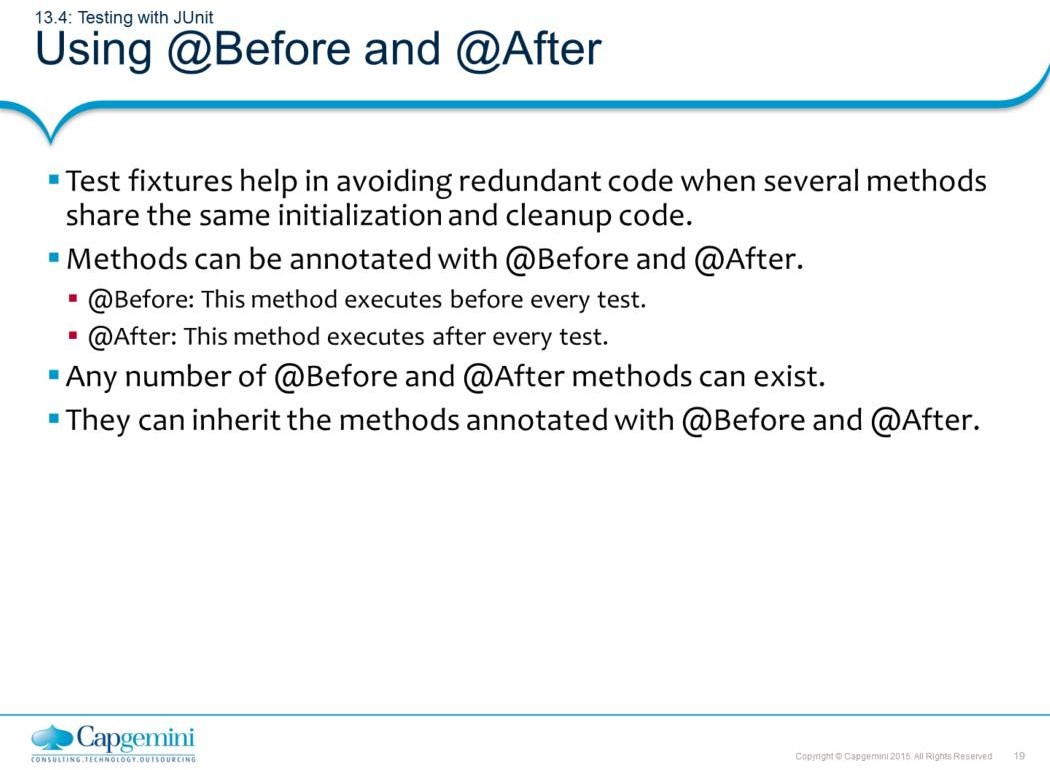 13.4: Testing with JUnit
Using @Before and @After
Test fixtures help in avoiding redundant code when several methods
share the same initialization and cleanup code.
Methods can be annotated with @Before and @After.
@Before: This method executes before every test.
@After: This method executes after every test.
Any number of @Before and @After methods can exist.
They can inherit the methods annotated with @Before and @After.
Capgemini
CONSULTING.TECHNOLOGY.OUTSOURCING
Copyright © Capgemini 2015. All Rights Reserved 19